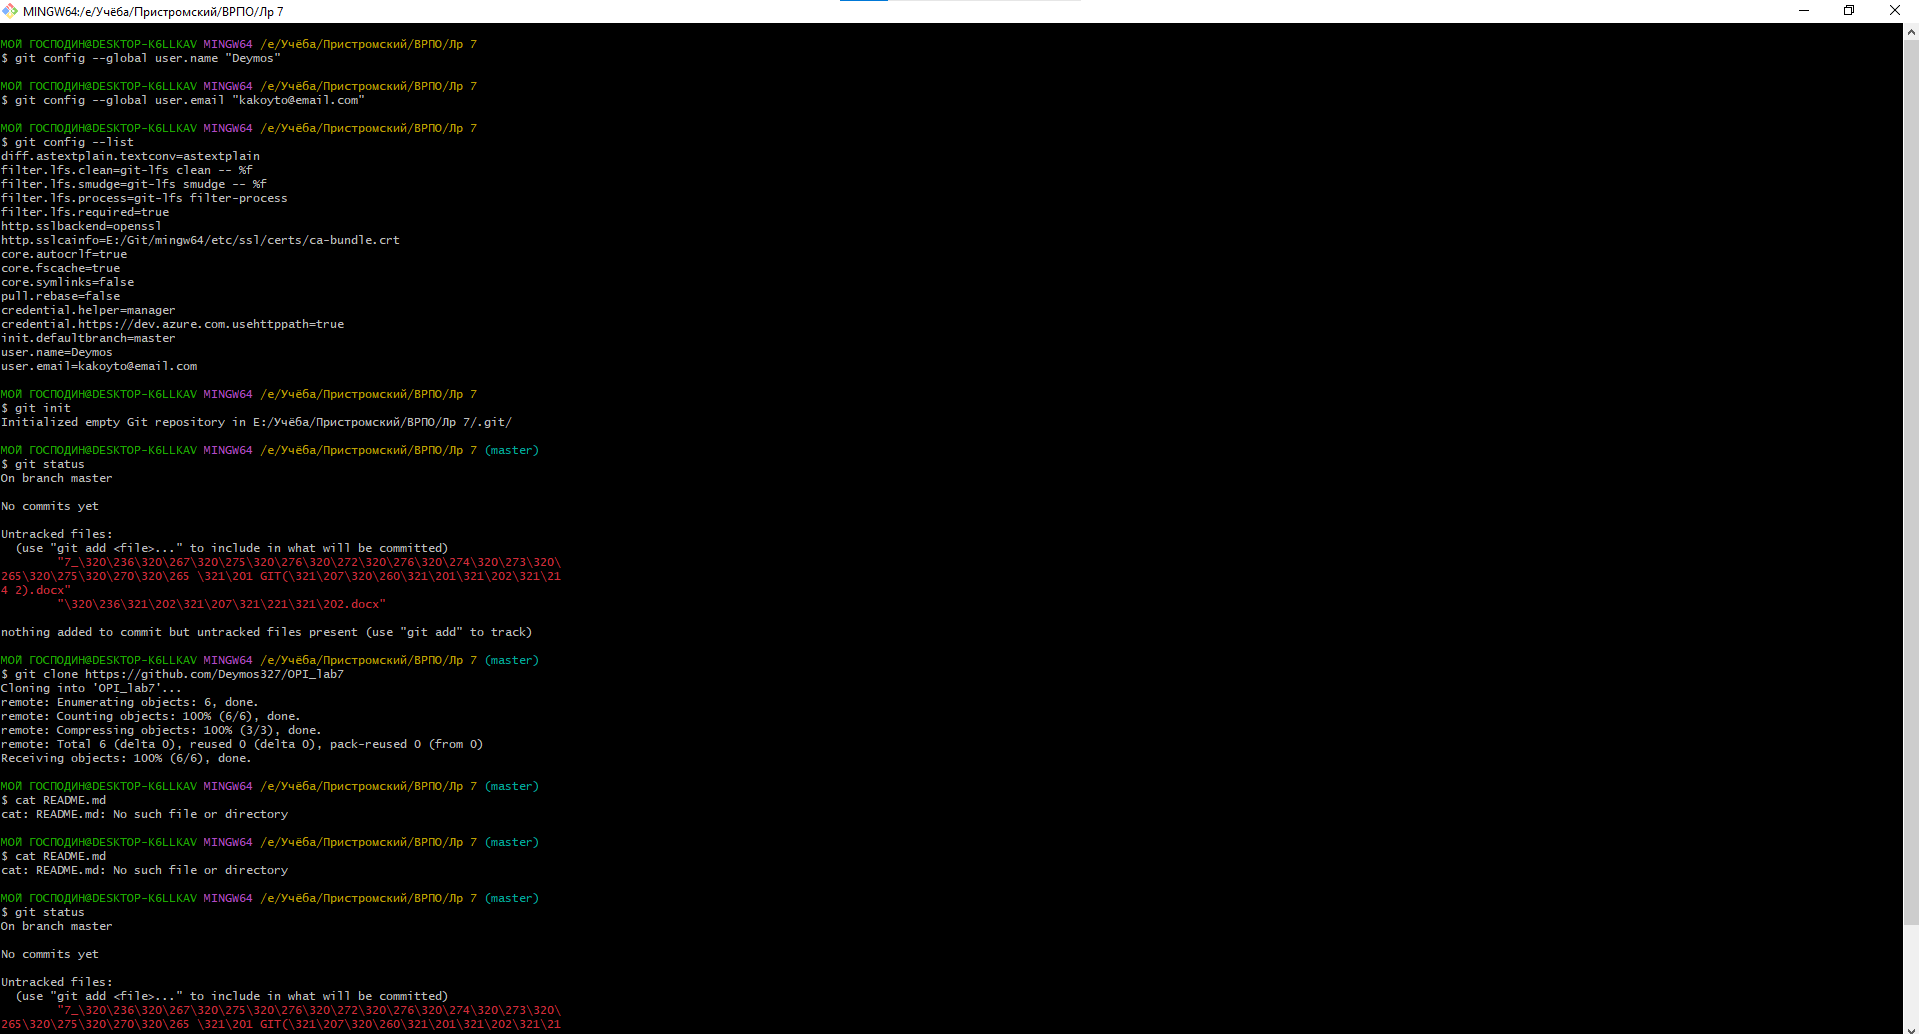 MINGW64:/e/Учёба/Пристромский/ВРПО/Лр 7
МОЙ ГОСПОДИН@DESKTOP-K6LLKAV MINGW64 /e/Учёба/Пристромский/ВРПО/Лр 7
$ git config --global user.name "Deymos"
МОЙ ГОСПОДИН@DESKTOP-K6LLKAV MINGW64 /e/Учёба/Пристромский/ВРПО/Лр 7
$ git config --global user.email "kakoyto@email.com"
МОЙ ГОСПОДИН@DESKTOP-K6LLKAV MINGW64 /e/Учёба/Пристромский/ВРПО/Лр 7
$ git config --list
diff.astextplain.textconv=astextplain
filter.lfs.clean=git-lfs clean -- %f
filter.lfs.smudge=git-lfs smudge -- %f
filter.lfs.process=git-lfs filter-process
filter.lfs.required=true
http.sslbackend=openssl
http.sslcainfo=E:/Git/mingw64/etc/ssl/certs/ca-bundle.crt
core.autocrlf=true
core.fscache=true
core.symlinks=false
pull.rebase=false
credential.helper=manager
credential.https://dev.azure.com.usehttppath=true
init.defaultbranch=master
user.name=Deymos
user.email=kakoyto@email.com
МОЙ ГОСПОДИН@DESKTOP-K6LLKAV MINGW64 /e/Учёба/Пристромский/ВРПО/Лр 7
$ git init
Initialized empty Git repository in E:/Учёба/Пристромский/ВРПО/Лр 7/.git/
МОЙ ГОСПОДИН@DESKTOP-K6LLKAV MINGW64 /e/Учёба/Пристромский/ВРПО/Лр 7 (master)
$ git status
On branch master
No commits yet
Untracked files:
(use "git add <file>..." to include in what will be committed)
"7_\320\236\320\267\320\275\320\276\320\272\320\276\320\274\320\273\320\
265\320\275\320\270\320\265 \321\201 GIT(\321\207\320\260\321\201\321\202\321\21
4 2).docx"
"\320\236\321\202\321\207\321\221\321\202.docx"
nothing added to commit but untracked files present (use "git add" to track)
МОЙ ГОСПОДИН@DESKTOP-K6LLKAV MINGW64 /e/Учёба/Пристромский/ВРПО/Лр 7 (master)
$ git clone https://github.com/Deymos327/OPI_lab7
Cloning into 'OPI_lab7'...
remote: Enumerating objects: 6, done.
remote: Counting objects: 100% (6/6), done.
remote: Compressing objects: 100% (3/3), done.
remote: Total 6 (delta 0), reused 0 (delta 0), pack-reused 0 (from 0)
Receiving objects: 100% (6/6), done.
МОЙ ГОСПОДИН@DESKTOP-K6LLKAV MINGW64 /e/Учёба/Пристромский/ВРПО/Лр 7 (master)
$ cat README.md
cat: README.md: No such file or directory
МОЙ ГОСПОДИН@DESKTOP-K6LLKAV MINGW64 /e/Учёба/Пристромский/ВРПО/Лр 7 (master)
$ cat README.md
cat: README.md: No such file or directory
МОЙ ГОСПОДИН@DESKTOP-K6LLKAV MINGW64 /e/Учёба/Пристромский/ВРПО/Лр 7 (master)
$ git status
On branch master
No commits yet
Untracked files:
(use "git add <file>..." to include in what will be committed)
"7_\320\236\320\267\320\275\320\276\320\272\320\276\320\274\320\273\320\
265\320\275\320\270\320\265 \321\201 GIT(\321\207\320\260\321\201\321\202\321\21